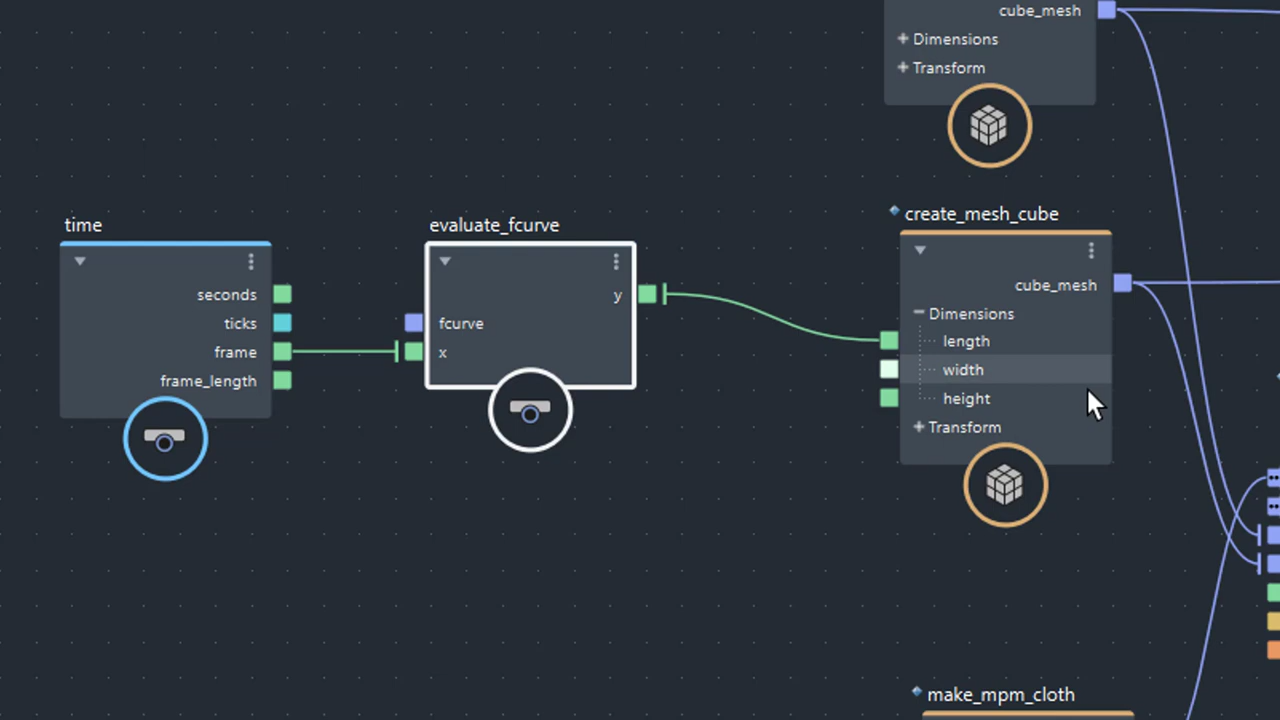 cube_mesh
Dimensions
Transform
time
seconds
ticks
frame
frame_length
evaluate_fcurve
y
fcurve
x
create_mesh_cube
cube_mesh
Dimensions
length
width
height
Transform
make_mpm_cloth